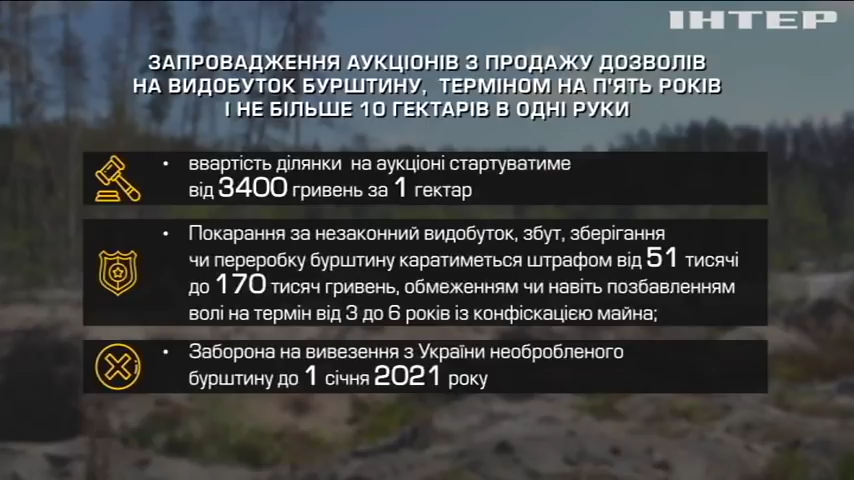 ІНТЕР
ЗАПРОВАДЖЕННЯ АУКЦІОНІВ З ПРОДАЖУ ДОЗВОЛІВ
НА ВИДОБУТОК БУРШТИНУ, ТЕРМІНОМ НА П'ЯТЬ РОКІВ
І НЕ БІЛЬШЕ 10 ГЕКТАРІВ В ОДНІ РУКИ
• ввартість ділянки на аукціоні стартуватиме
від 3400 гривень за 1 гектар
• Покарання за незаконний видобуток, збут, зберігання
чи переробку бурштину каратиметься штрафом від 51 тисячі
до 170 тисяч гривень, обмеженням чи навіть позбавленням
волі на термін від 3 до 6 років із конфіскацією майна;
• Заборона на вивезення з України необробленого
бурштину до 1 січня 2021 року